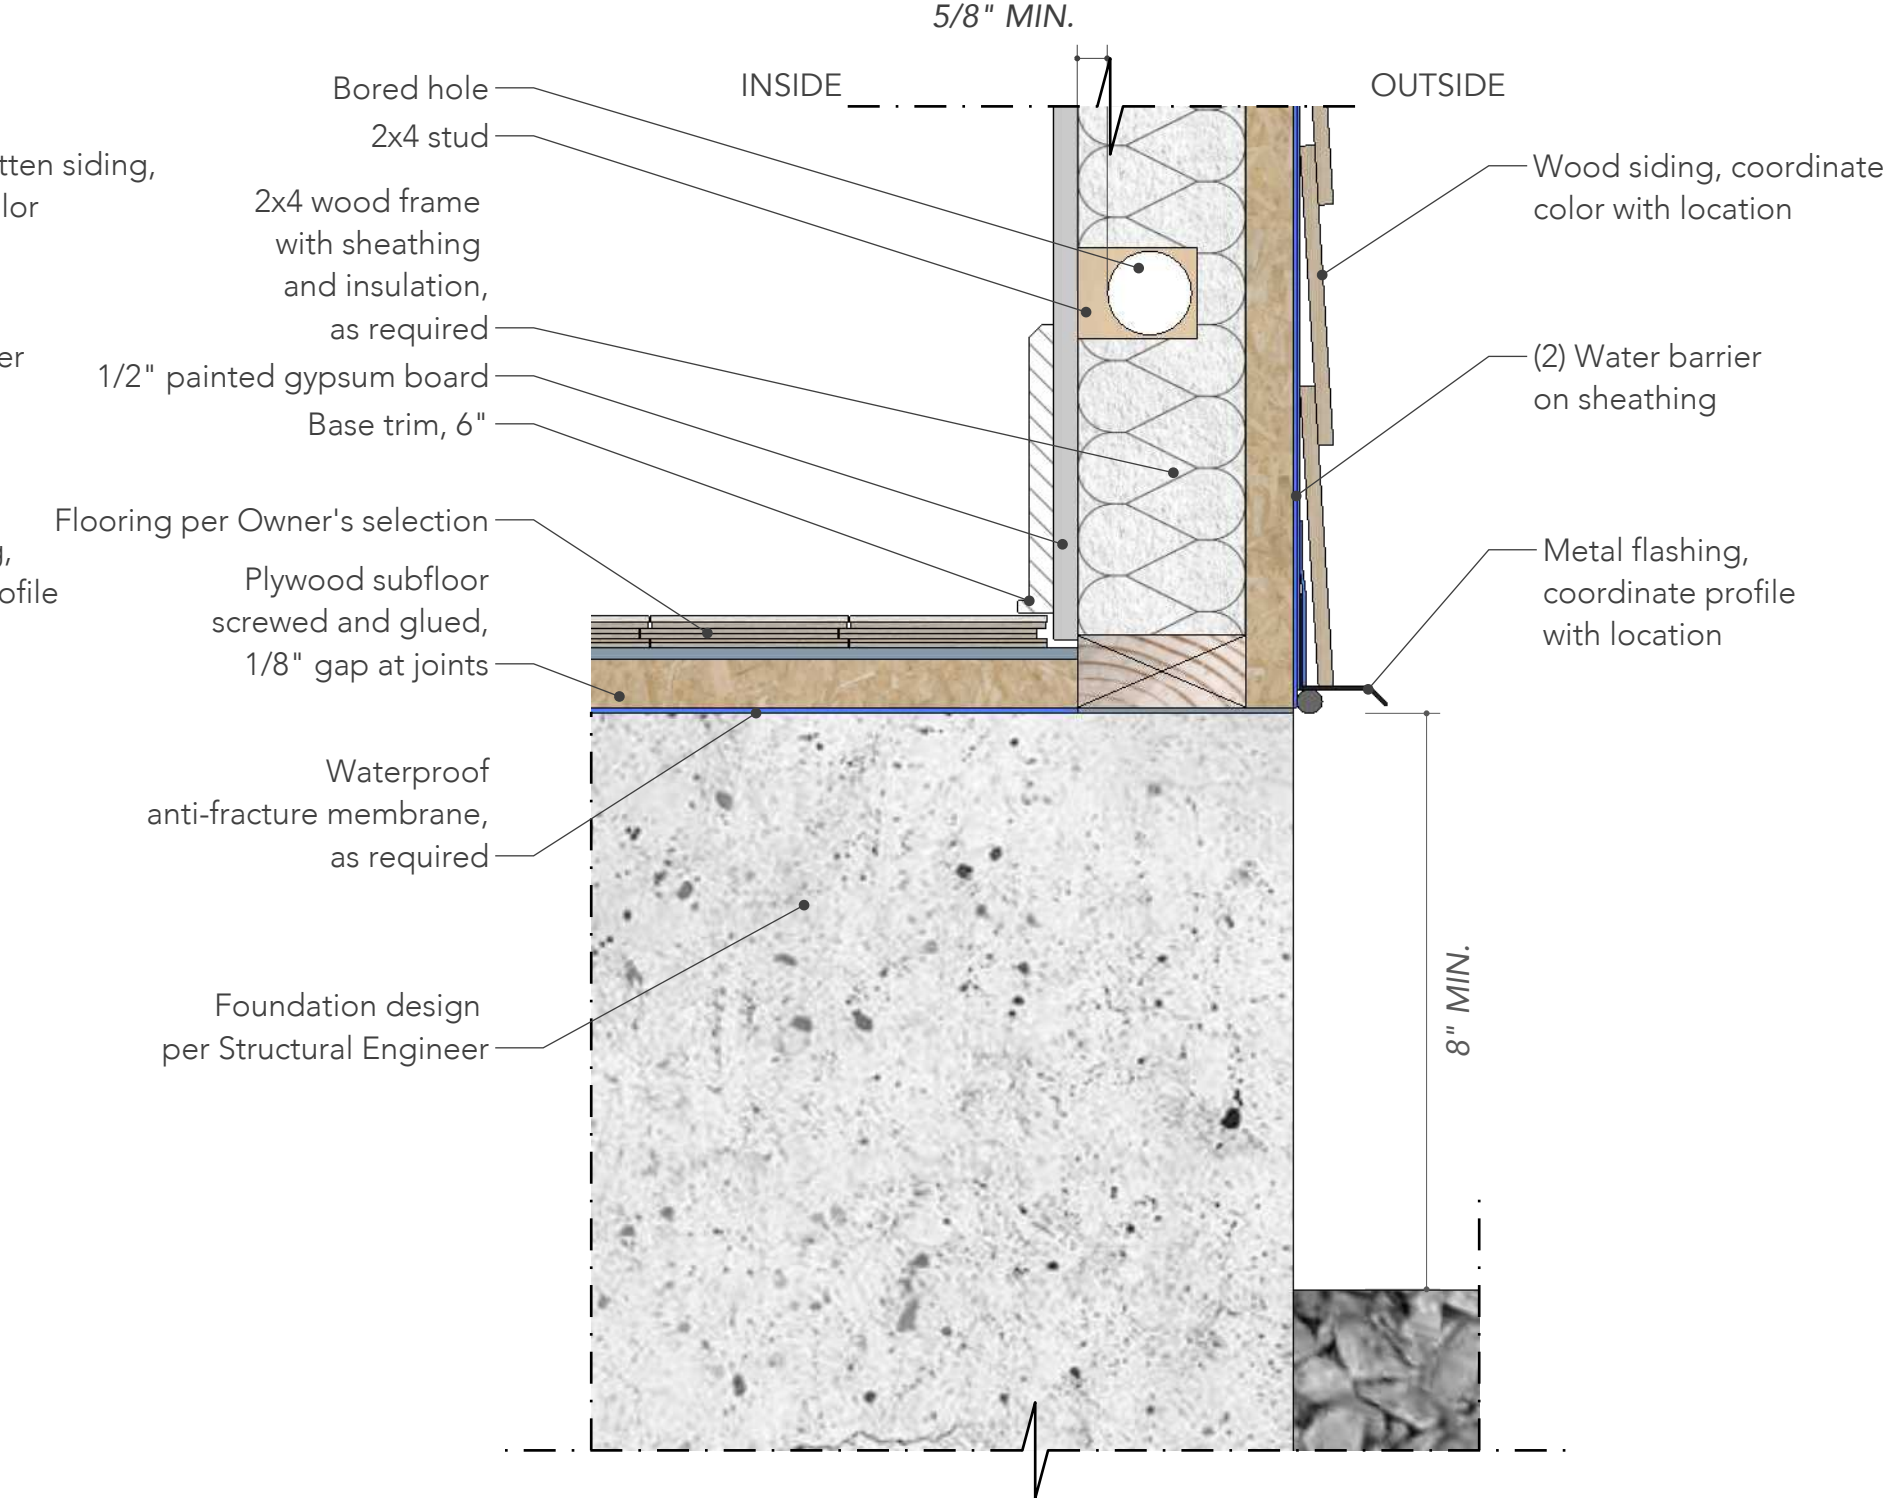 5/8" MIN.
INSIDE
OUTSIDE
Bored hole
2x4 stud
2x4 wood frame
with sheathing
and insulation,
as required
1/2" painted gypsum board
Base trim, 6"
Flooring per Owner's selection
Plywood subfloor
screwed and glued,
1/8" gap at joints
Waterproof
anti-fracture membrane,
as required
Foundation design
per Structural Engineer
Wood siding, coordinate
color with location
(2) Water barrier
on sheathing
Metal flashing,
coordinate profile
with location
8" MIN.
siding,